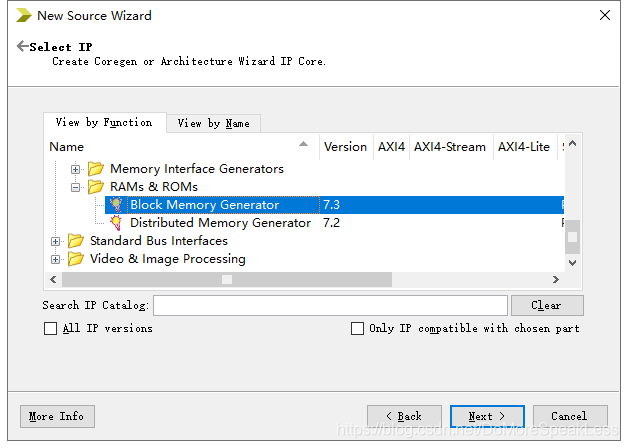 New Source Wizard
Select IP
Create Coregen or Architecture Wizard IP Core.
View by Function View by Name
Name Version AXI4 AXI4-Stream AXI4-Lite
Memory Interface Generators
RAMs & ROMs
Block Memory Generator 7.3
Distributed Memory Generator 7.2
Standard Bus Interfaces
Video & Image Processing
Search IP Catalog: Clear
All IP versions Only IP compatible with chosen part
More Info < Back Next > Cancel
https://blog.csdn.net/DoMoreSpeakLess